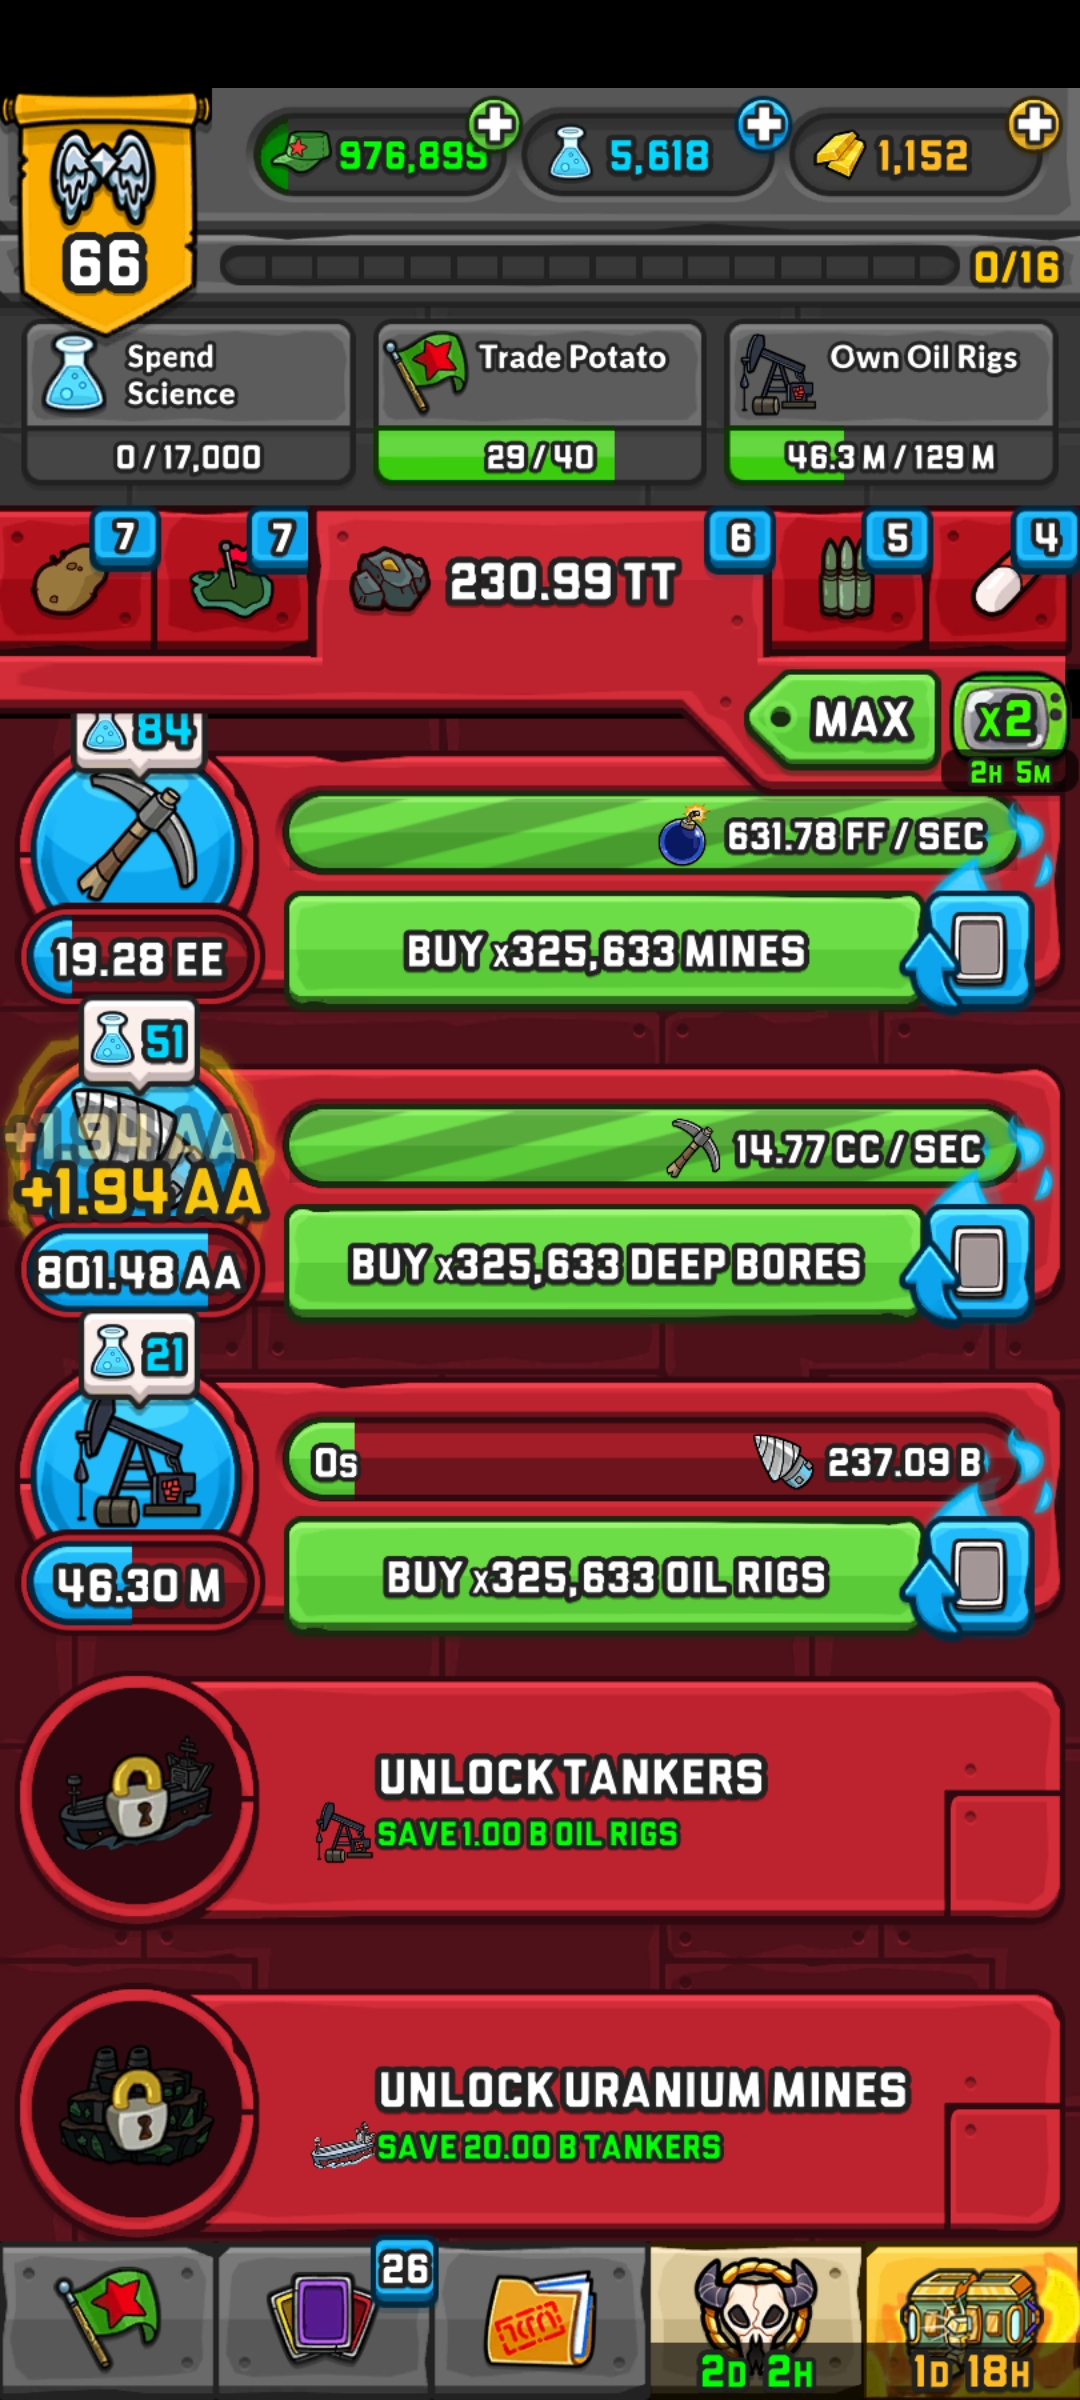 976,895
5,618
1,152
66
0/16
Spend
Science
0/17,000
Trade Potato
29/40
Own Oil Rigs
46.3 M/129 M
7
7
230.99 TT
6
5
4
MAX
x2
2H 5M
84
631.78 FF/SEC
19.28 EE
BUY x325,633 MINES
51
+1.94 AA
+1.94 AA
14.77 CC/SEC
801.48 AA
BUY x325,633 DEEP BORES
21
0s
237.09 B
46.30 M
BUY x325,633 OIL RIGS
UNLOCK TANKERS
SAVE 1.00 B OIL RIGS
UNLOCK URANIUM MINES
SAVE 20.00 B TANKERS
26
2D 2H
1D 18H